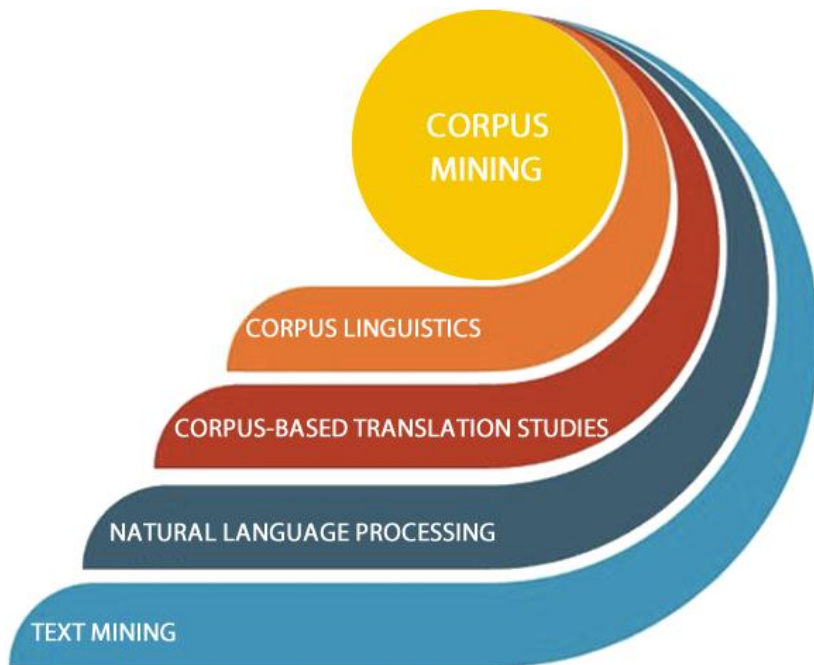 CORPUS
MINING
CORPUS LINGUISTICS
CORPUS-BASED TRANSLATION STUDIES
NATURAL LANGUAGE PROCESSING
TEXT MINING